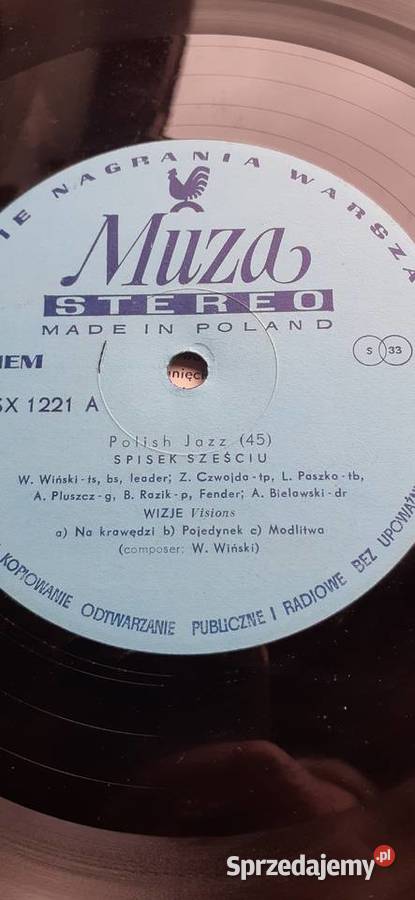 IE NAGRANIA WARSZA
Muza
STEREO
MADE IN POLAND
IEM
S 33
SX 1221 A
Polish Jazz (45)
SPISEK SZEŚCIU
W. Wiński-ts, bs, leader; Z. Czwojda-tp, L. Paszko-tb,
A. Pluszcz-g, B. Razik-p, Fender; A. Bielawski-dr
WIZJE Visions
a) Na krawędzi b) Pojedynek c) Modlitwa
(composer: W. Wiński)
KOPIOWANIE ODTWARZANIE PUBLICZNE I RADIOWE BEZ UPOWAŻN
Sprzedajemy.pl